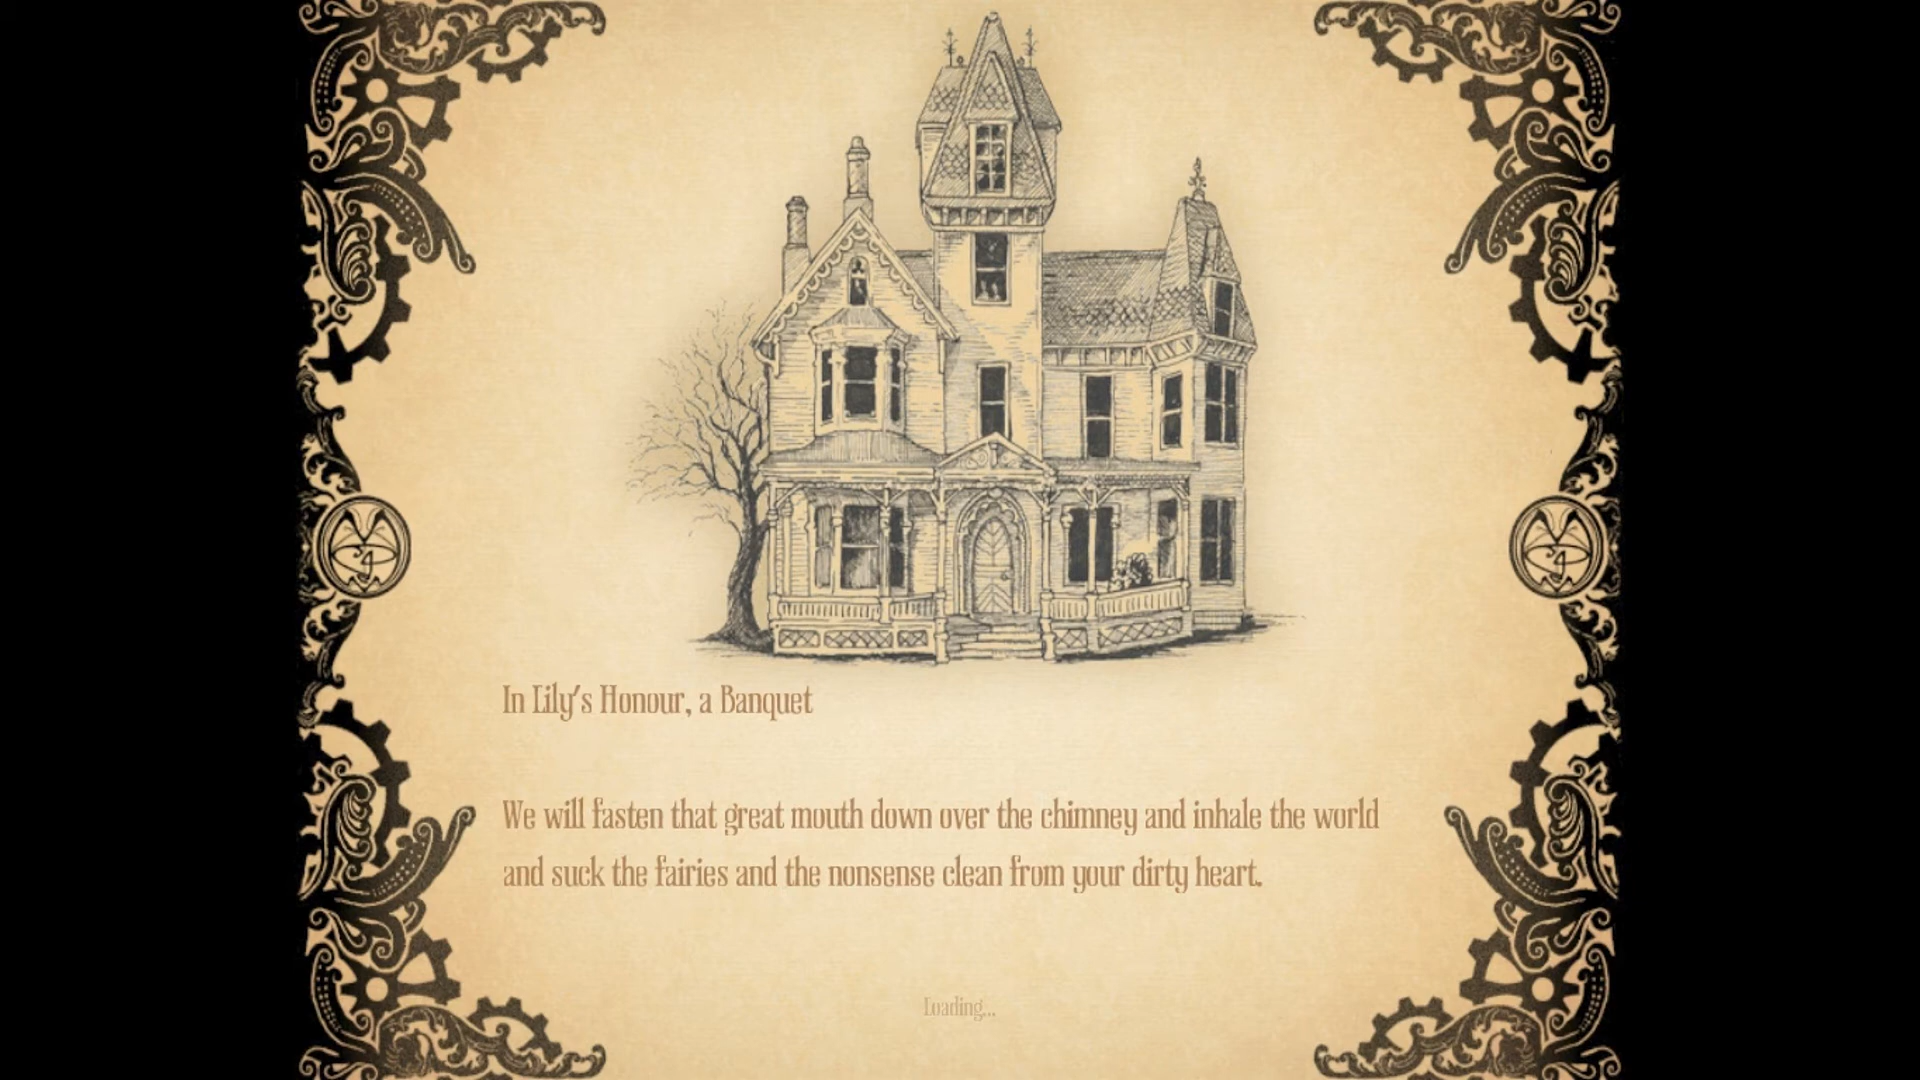 In Lily's Honour, a Banquet
We will fasten that great mouth down over the chimney and inhale the world
and suck the fairies and the nonsense clean from your dirty heart.
Loading...